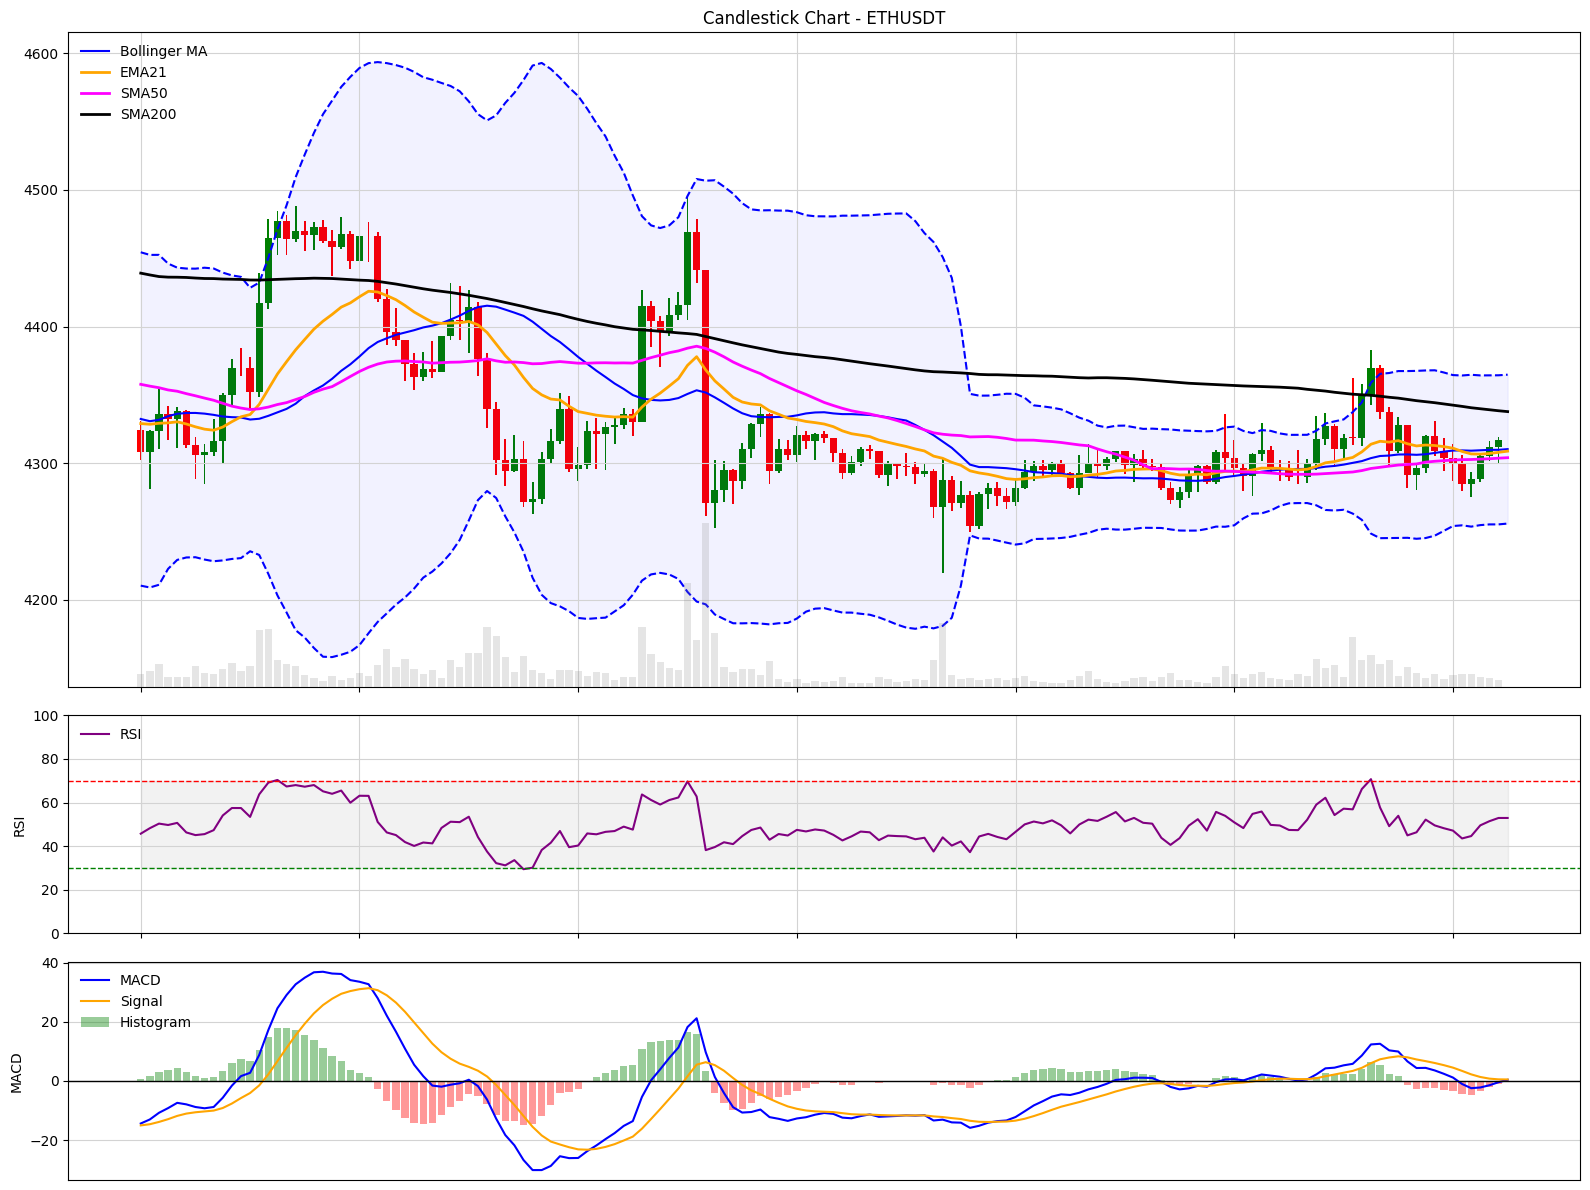 Candlestick Chart - ETHUSDT
Bollinger MA
EMA21
SMA50
SMA200
4600
4500
4400
4300
4200
RSI
100
80
60
40
20
0
RSI
MACD
Signal
Histogram
40
20
0
−20
MACD